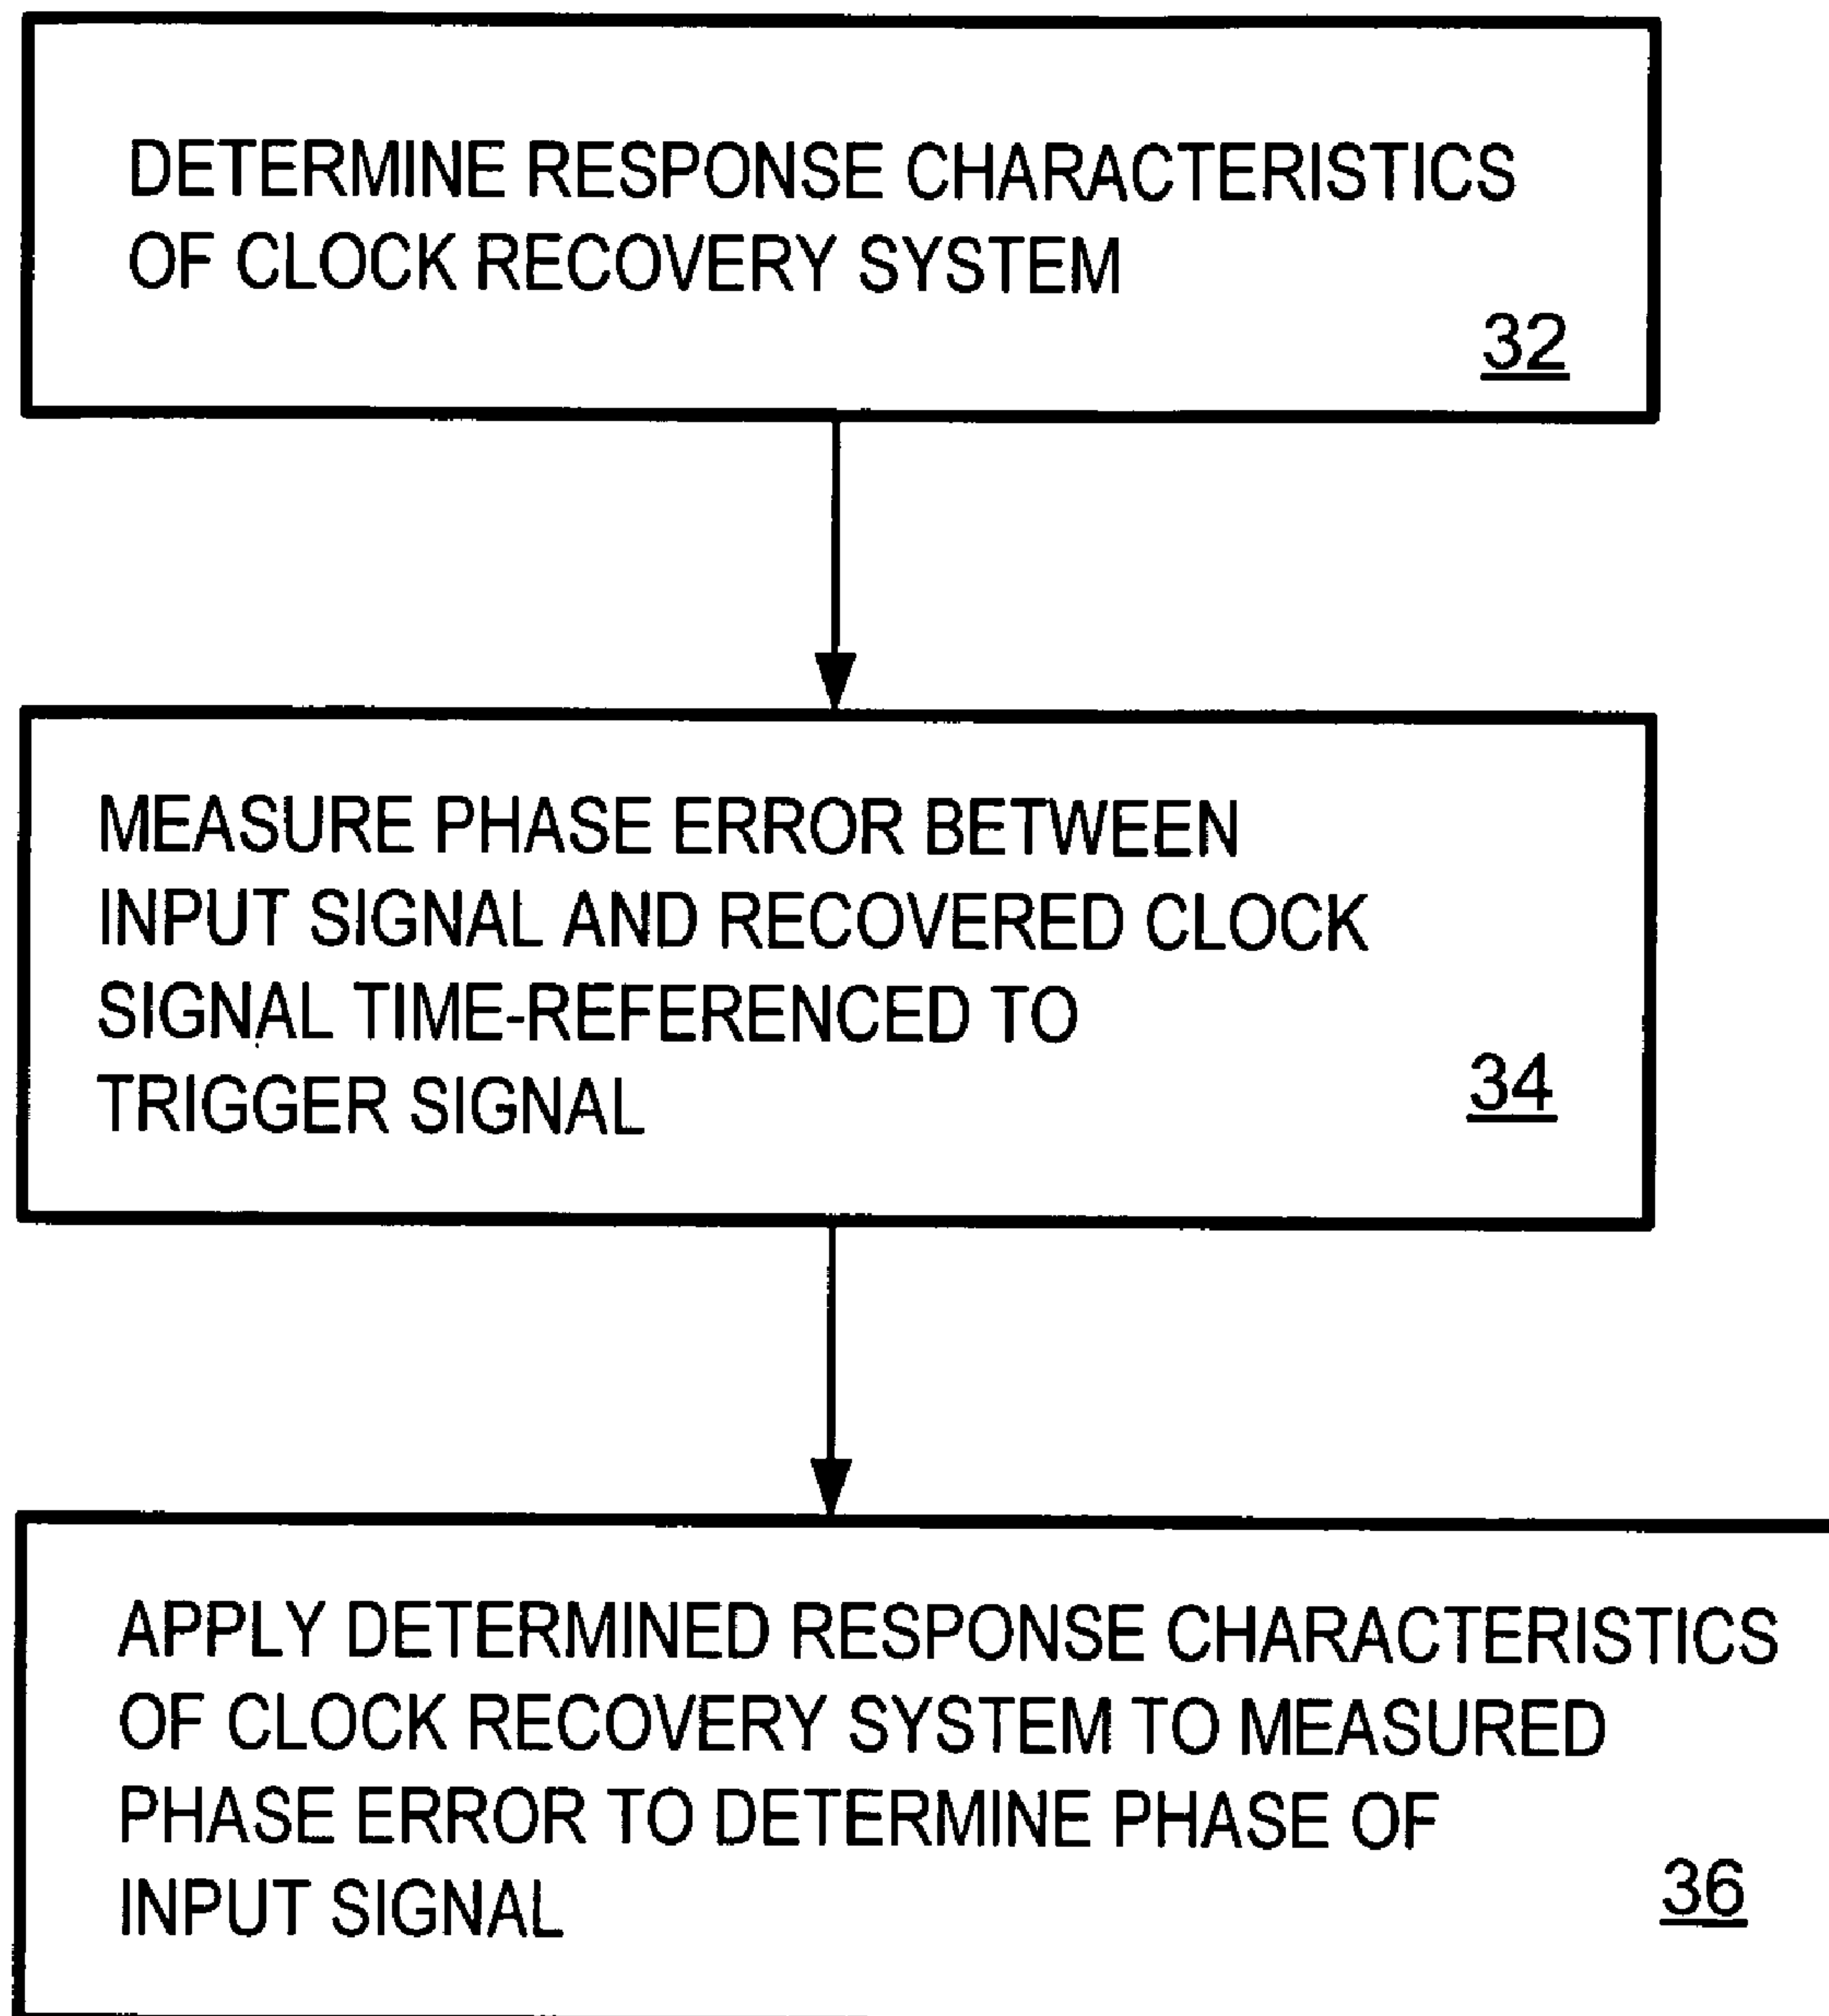 DETERMINE RESPONSE CHARACTERISTICS
OF CLOCK RECOVERY SYSTEM
32
MEASURE PHASE ERROR BETWEEN
INPUT SIGNAL AND RECOVERED CLOCK
SIGNAL TIME-REFERENCED TO
TRIGGER SIGNAL
34
APPLY DETERMINED RESPONSE CHARACTERISTICS
OF CLOCK RECOVERY SYSTEM TO MEASURED
PHASE ERROR TO DETERMINE PHASE OF
INPUT SIGNAL
36